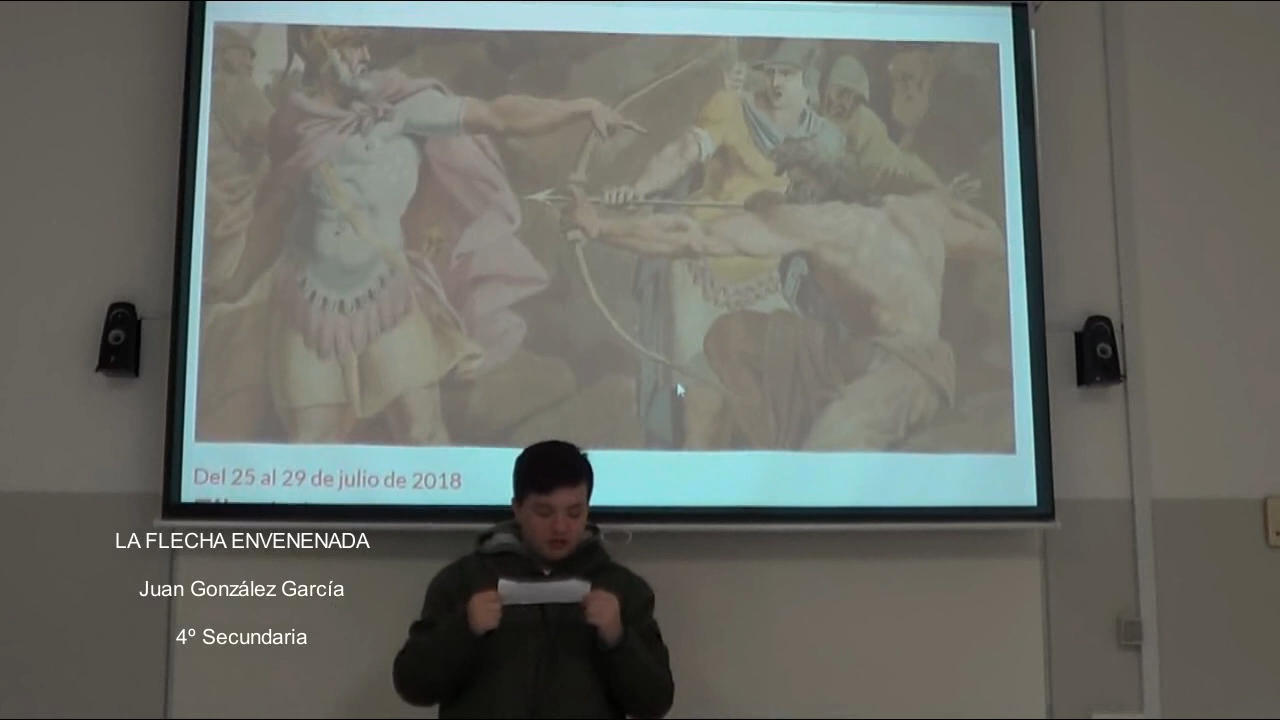 Del 25 al 29 de julio de 2018
LA FLECHA ENVENENADA
Juan González García
4º Secundaria